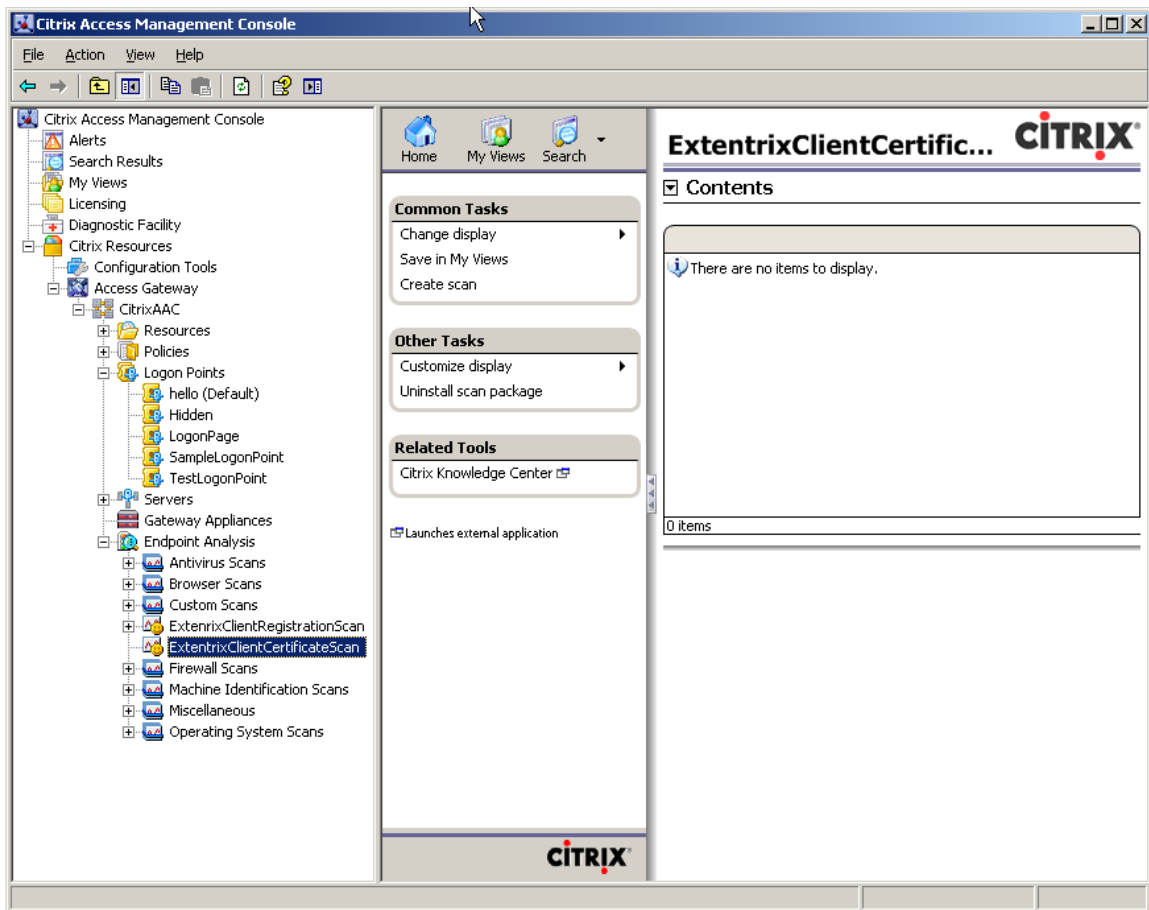 Citrix Access Management Console
File Action View Help
Citrix Access Management Console
Alerts
Search Results
My Views
Licensing
Diagnostic Facility
Citrix Resources
Configuration Tools
Access Gateway
CitrixAAC
Resources
Policies
Logon Points
hello (Default)
Hidden
LogonPage
SampleLogonPoint
TestLogonPoint
Servers
Gateway Appliances
Endpoint Analysis
Antivirus Scans
Browser Scans
Custom Scans
ExtenrixClientRegistrationScan
ExtentrixClientCertificateScan
Firewall Scans
Machine Identification Scans
Miscellaneous
Operating System Scans
Home My Views Search
Common Tasks
Change display
Save in My Views
Create scan
Other Tasks
Customize display
Uninstall scan package
Related Tools
Citrix Knowledge Center
Launches external application
CİTRIX
ExtentrixClientCertific... CİTRIX
Contents
There are no items to display.
0 items